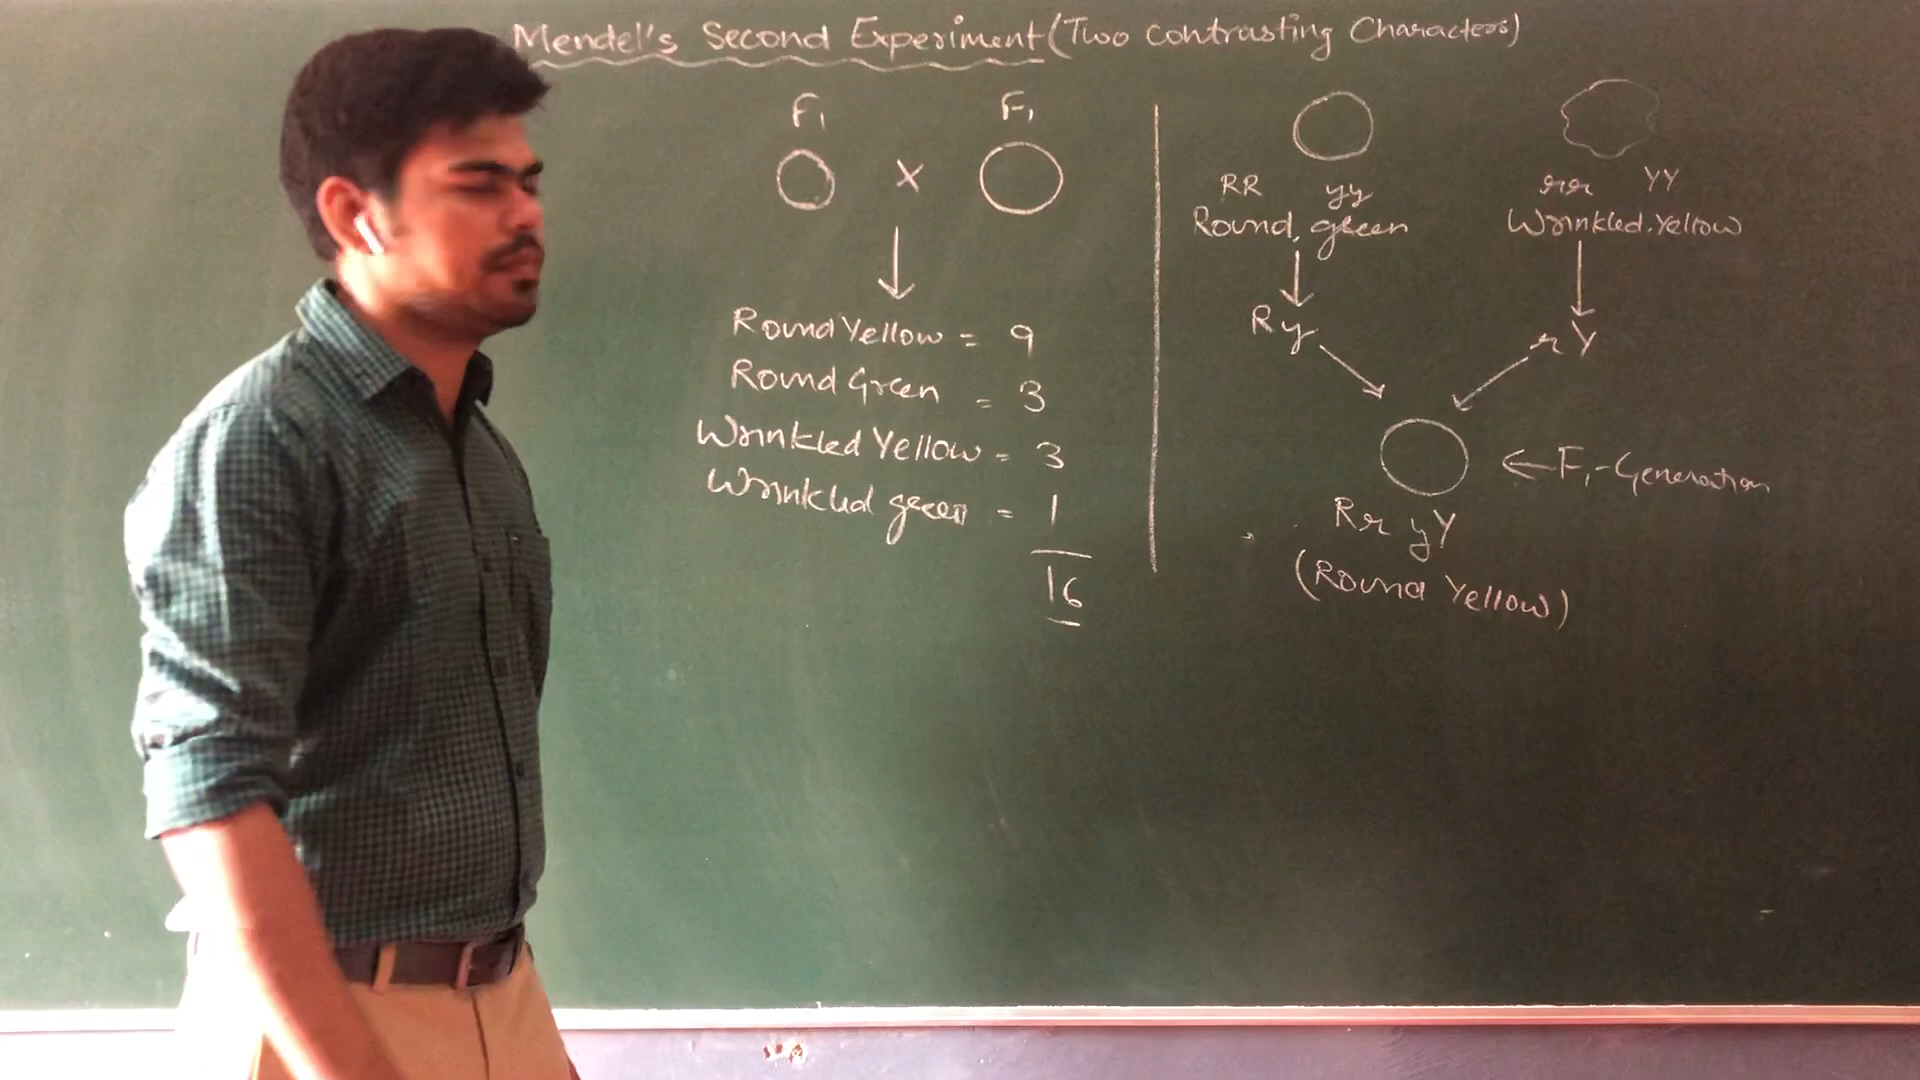 Mendel's Second Experiment (Two Contrasting Characters)
F1 F1
X
Round Yellow = 9
Round Green = 3
Wrinkled Yellow = 3
Wrinkled green = 1
16
RR yy rr YY
Round, green Wrinkled. Yellow
Ry rY
← F1 - Generation
Rr yY
(Round Yellow)